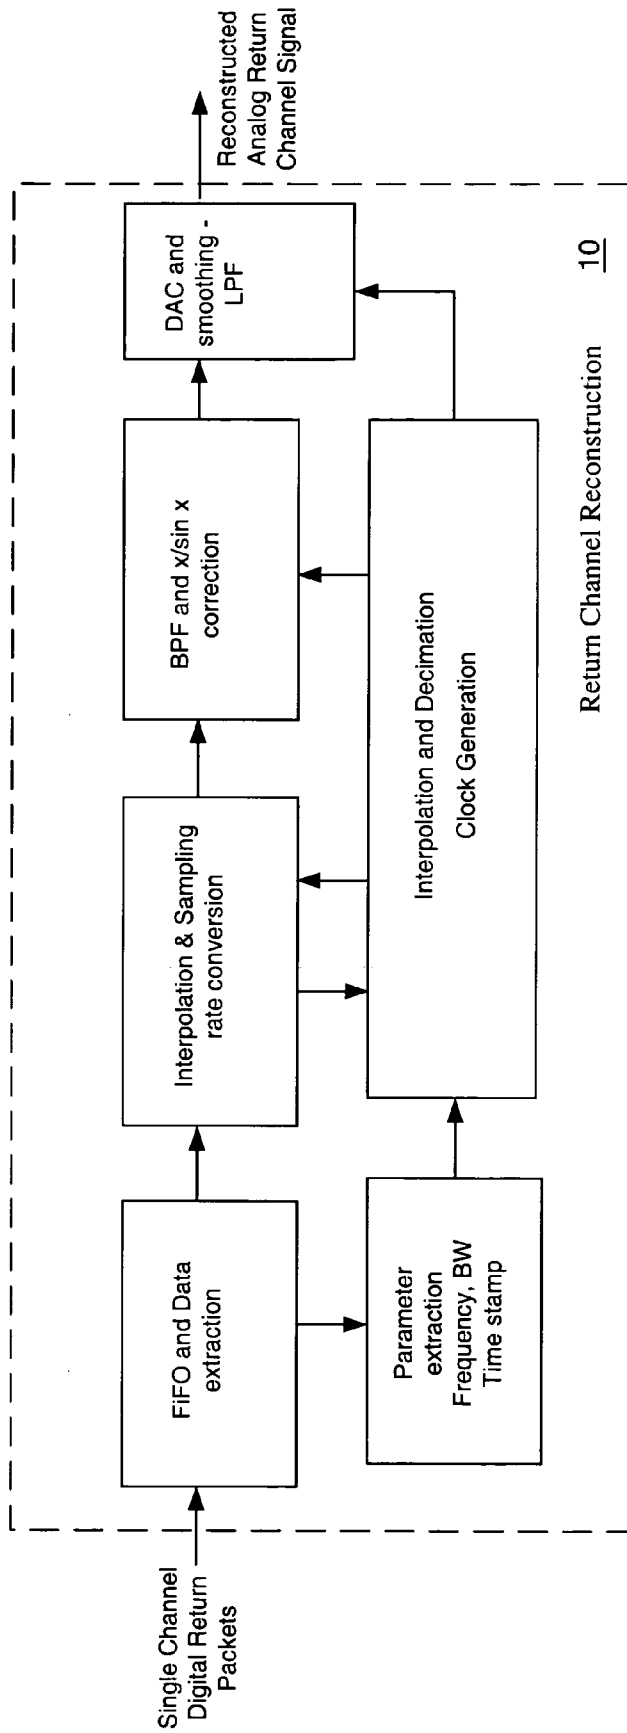 Single Channel
Digital Return
Packets
FiFO and Data
extraction
Interpolation & Sampling
rate conversion
BPF and x/sin x
correction
DAC and
smoothing -
LPF
Reconstructed
Analog Return
Channel Signal
Parameter
extraction
Frequency, BW
Time stamp
Interpolation and Decimation
Clock Generation
Return Channel Reconstruction
10